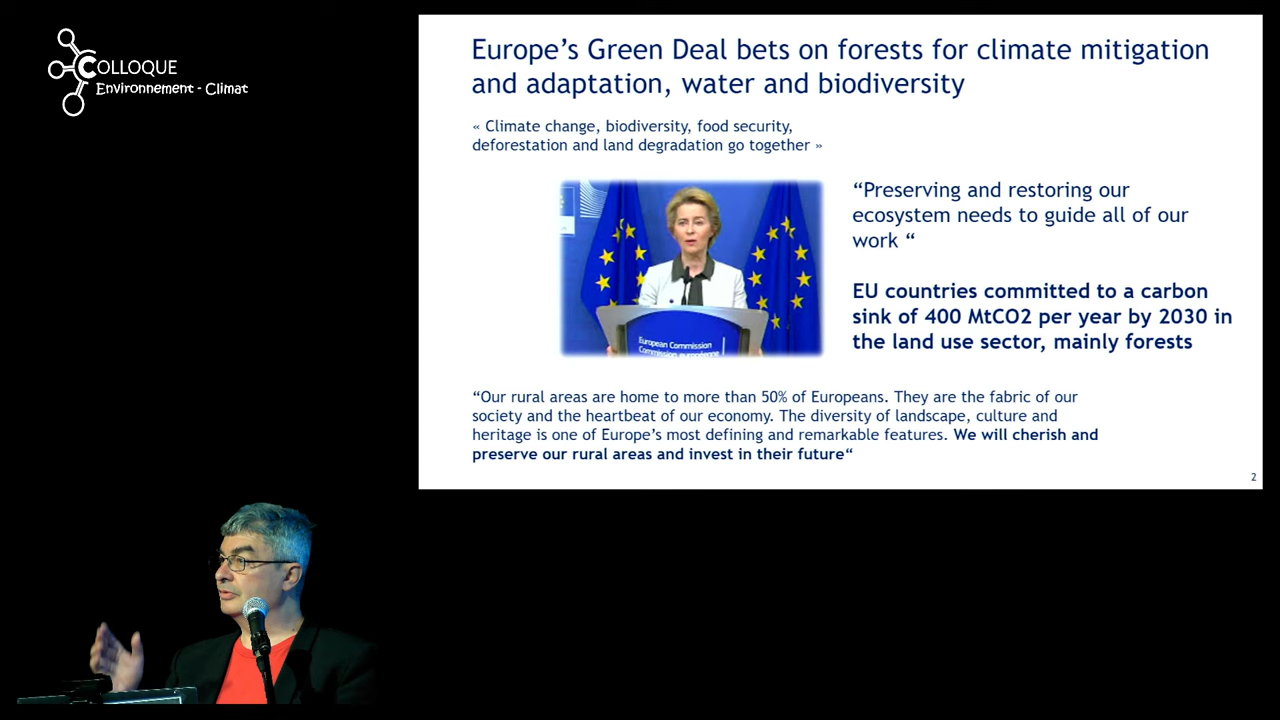 COLLOQUE
Environnement - Climat
Europe's Green Deal bets on forests for climate mitigation
and adaptation, water and biodiversity
« Climate change, biodiversity, food security,
deforestation and land degradation go together »
“Preserving and restoring our
ecosystem needs to guide all of our
work “
EU countries committed to a carbon
sink of 400 MtCO2 per year by 2030 in
the land use sector, mainly forests
European Commission
Commission européenne
“Our rural areas are home to more than 50% of Europeans. They are the fabric of our
society and the heartbeat of our economy. The diversity of landscape, culture and
heritage is one of Europe's most defining and remarkable features. We will cherish and
preserve our rural areas and invest in their future“
2